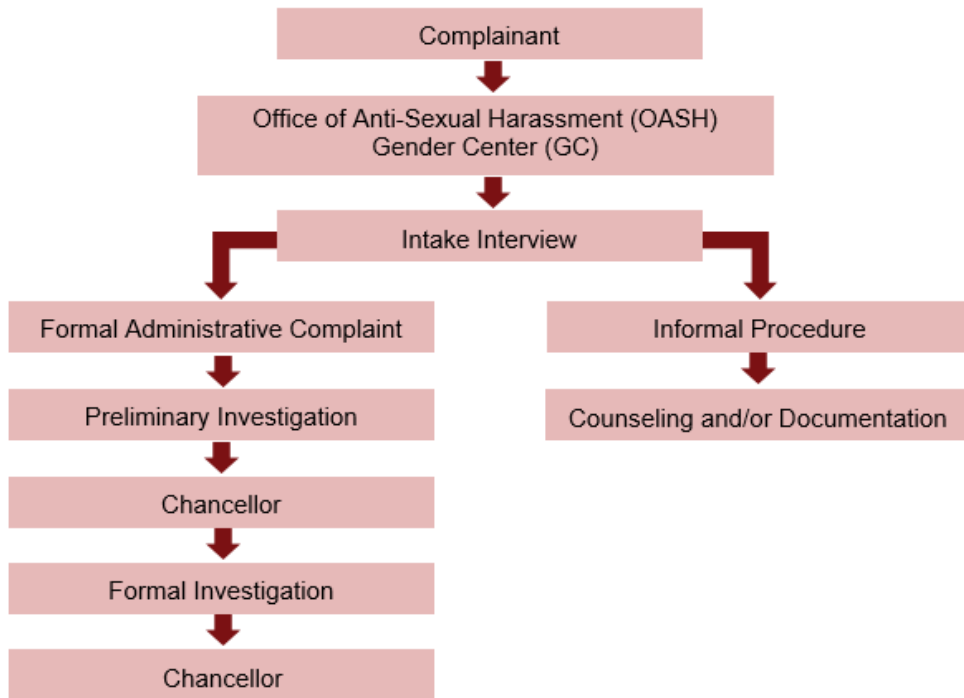 Complainant
Office of Anti-Sexual Harassment (OASH)
Gender Center (GC)
Intake Interview
Formal Administrative Complaint
Informal Procedure
Preliminary Investigation
Counseling and/or Documentation
Chancellor
Formal Investigation
Chancellor